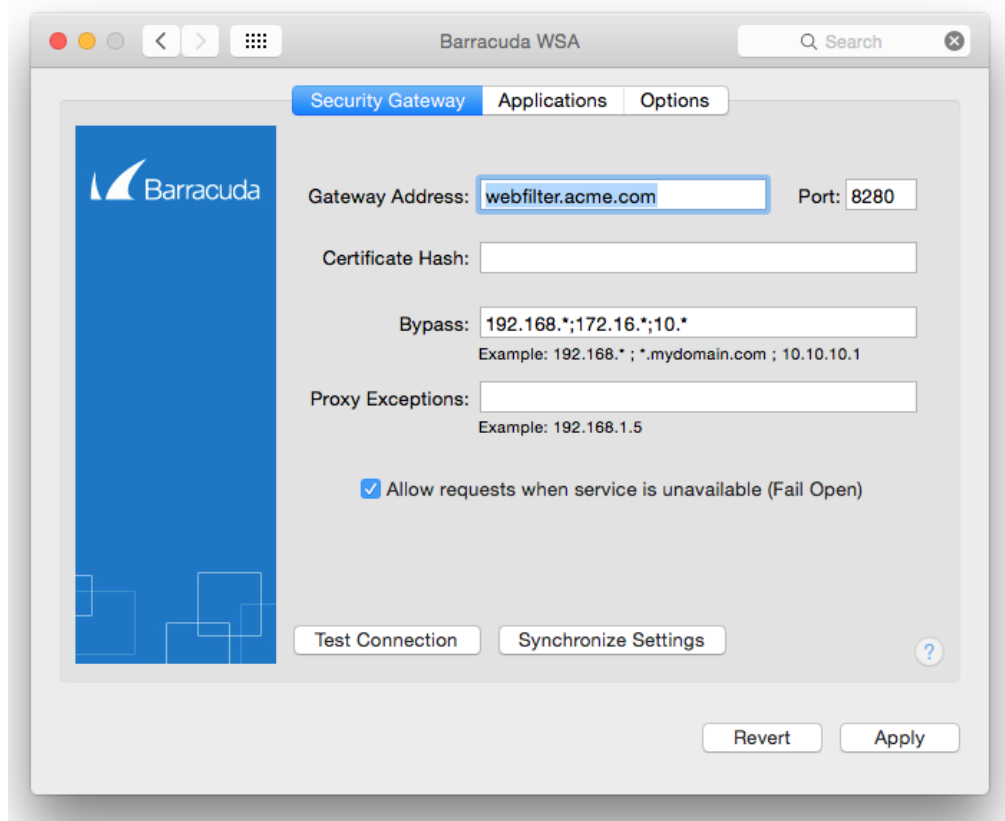 Barracuda WSA
Search
Security Gateway Applications Options
Barracuda
Gateway Address: webfilter.acme.com Port: 8280
Certificate Hash:
Bypass: 192.168.*;172.16.*;10.*
Example: 192.168.* ; *.mydomain.com ; 10.10.10.1
Proxy Exceptions:
Example: 192.168.1.5
Allow requests when service is unavailable (Fail Open)
Test Connection Synchronize Settings
?
Revert Apply